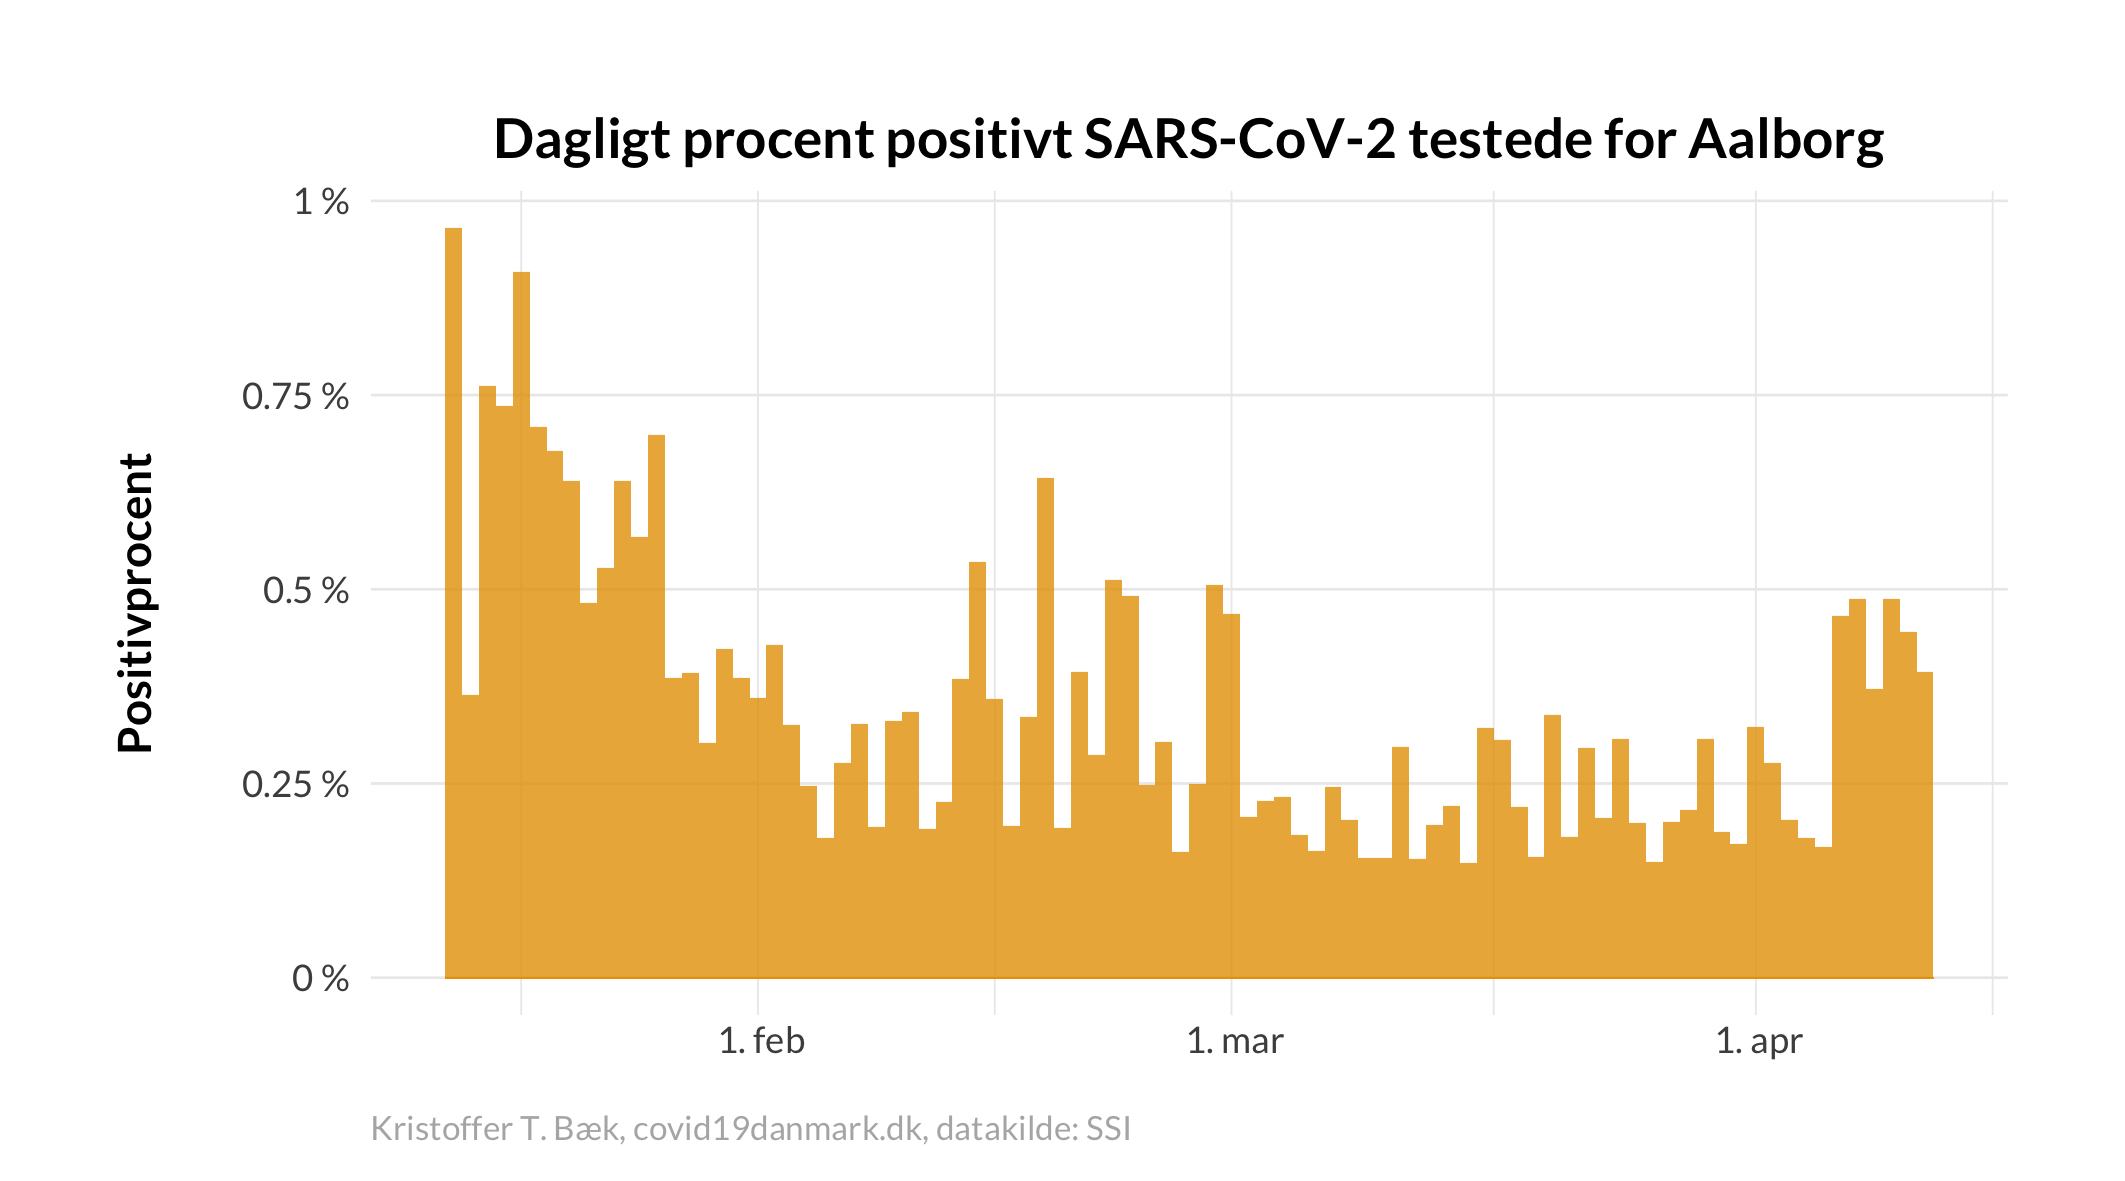 Dagligt procent positivt SARS-CoV-2 testede for Aalborg
Positivprocent
1 %
0.75 %
0.5 %
0.25 %
0 %
1. feb
1. mar
1. apr
Kristoffer T. Bæk, covid19danmark.dk, datakilde: SSI